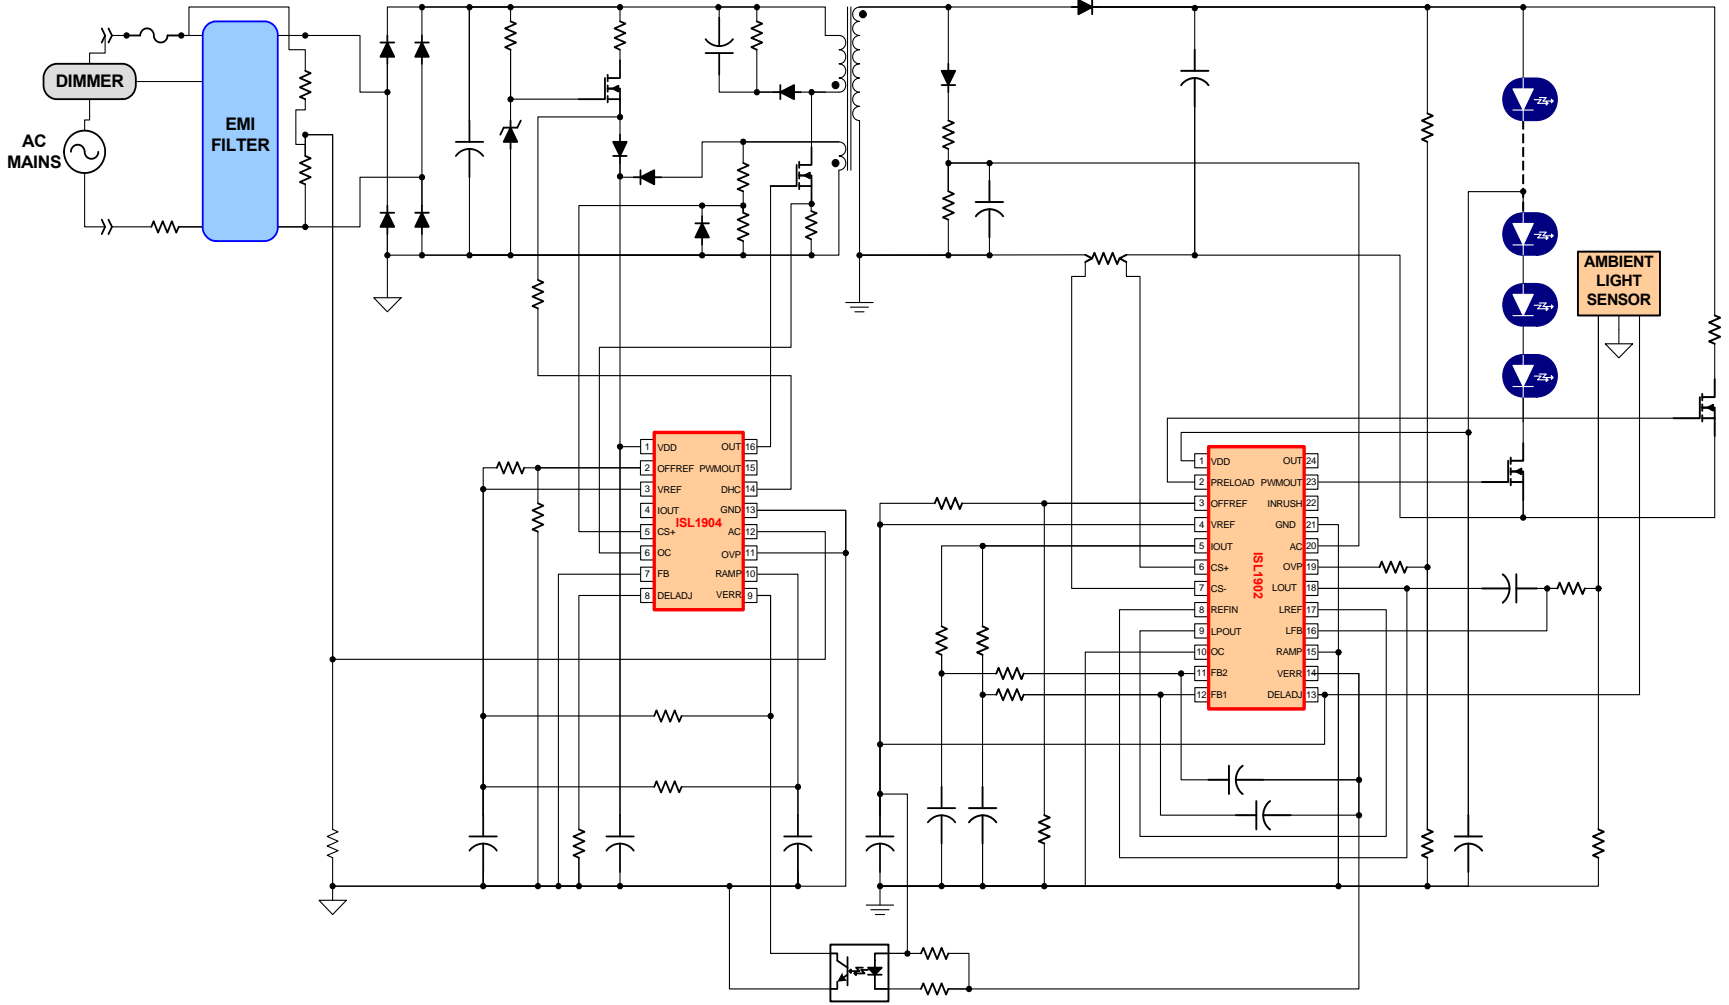 DIMMER
AC
MAINS
EMI
FILTER
AMBIENT
LIGHT
SENSOR
ISL1904
1 VDD OUT 16
2 OFFREF PWMOUT 15
3 VREF DHC 14
4 IOUT GND 13
5 CS+ AC 12
6 OC OVP 11
7 FB RAMP 10
8 DELADJ VERR 9
ISL1902
1 VDD OUT 24
2 PRELOAD PWMOUT 23
3 OFFREF INRUSH 22
4 VREF GND 21
5 IOUT AC 20
6 CS+ OVP 19
7 CS- LOUT 18
8 REFIN LREF 17
9 LPOUT LFB 16
10 OC RAMP 15
11 FB2 VERR 14
12 FB1 DELADJ 13